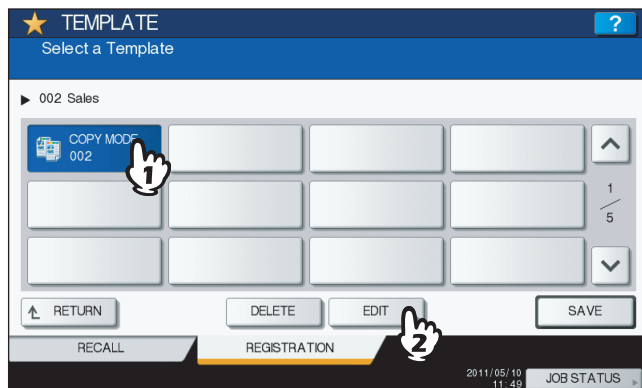 TEMPLATE
?
Select a Template
002 Sales
COPY MODE
002
1
1
5
RETURN
DELETE
EDIT
SAVE
2
RECALL
REGISTRATION
2011/05/10
11:49
JOB STATUS